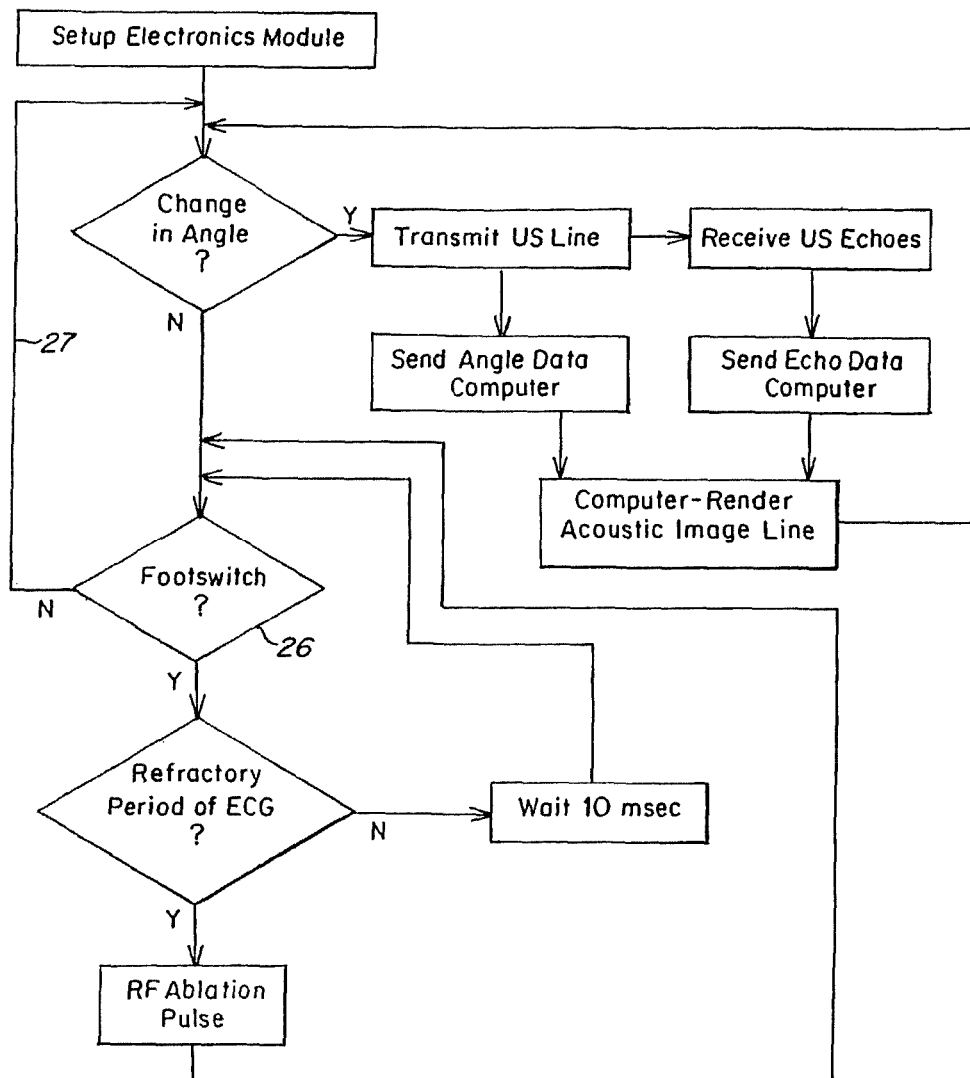 Setup Electronics Module
Change
in Angle
?
Y
Transmit US Line
Receive US Echoes
N
27
Send Angle Data
Computer
Send Echo Data
Computer
Computer-Render
Acoustic Image Line
Footswitch
?
N
26
Y
Refractory
Period of ECG
?
N
Wait 10 msec
Y
RF Ablation
Pulse